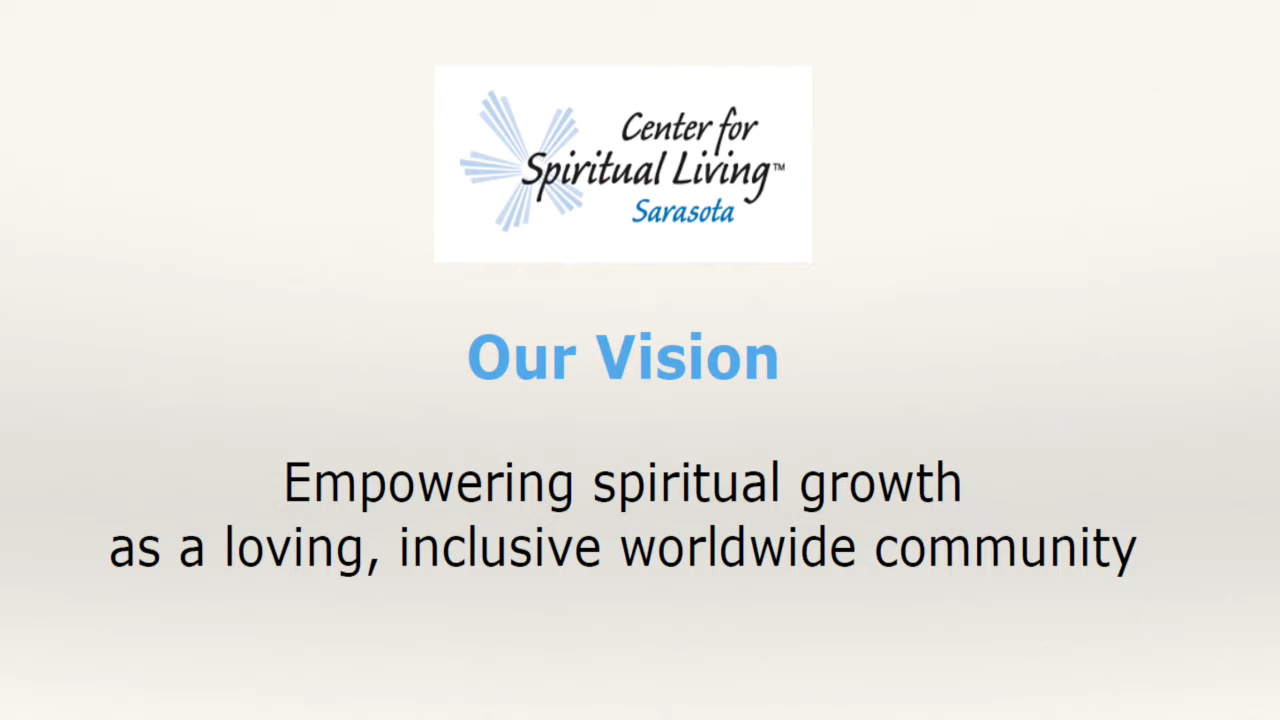 Center for
Spiritual Living™
Sarasota
Our Vision
Empowering spiritual growth
as a loving, inclusive worldwide community